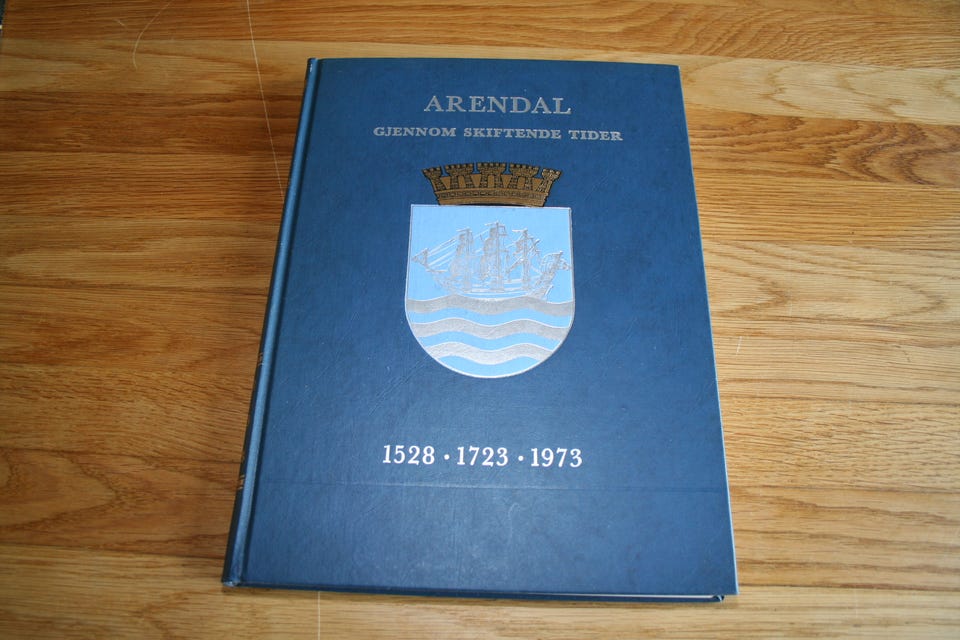 ARENDAL
GJENNOM SKIFTENDE TIDER
1528 · 1723 · 1973